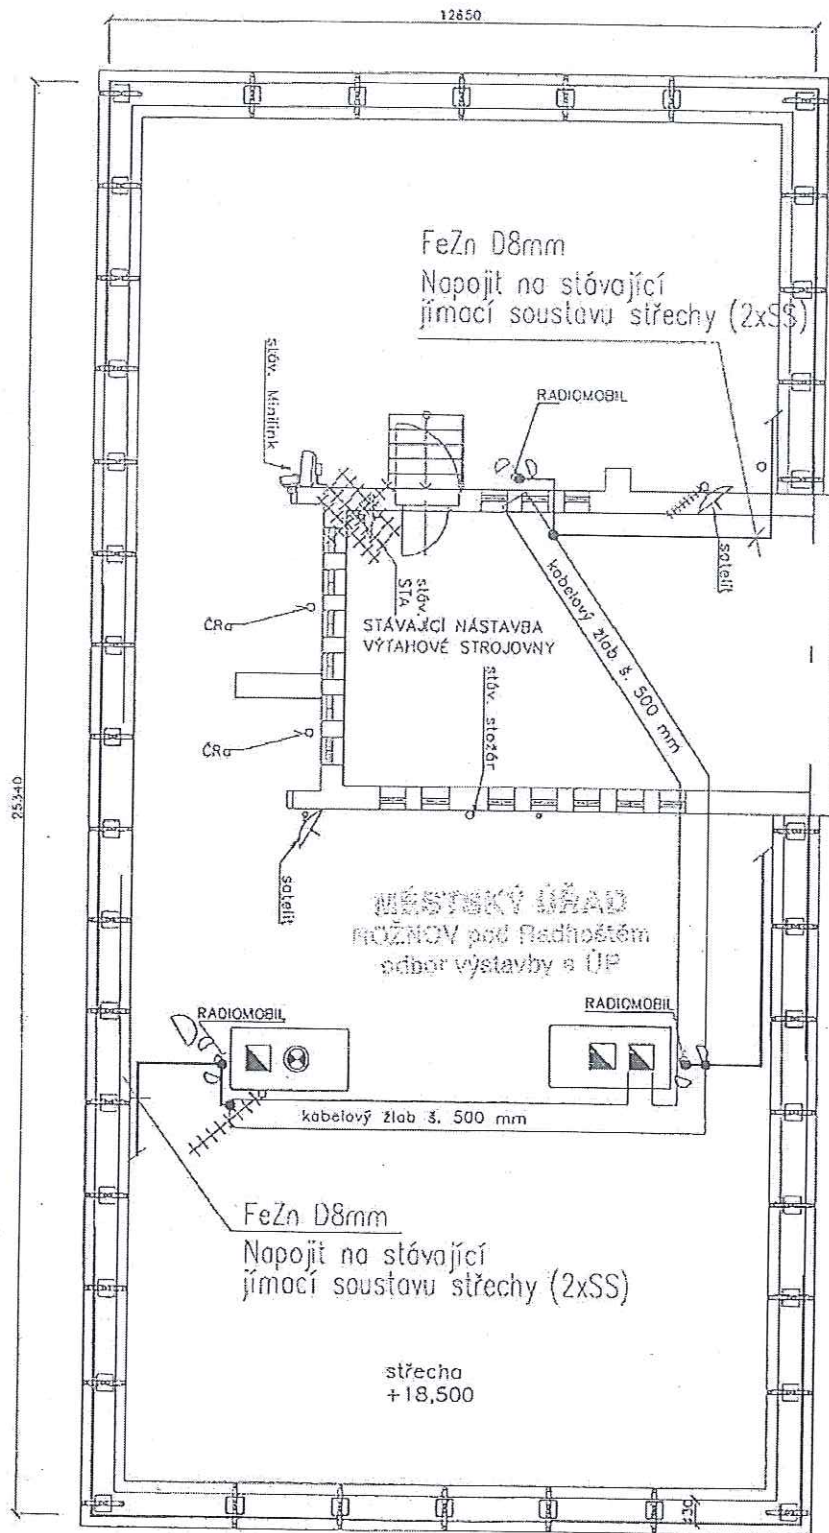 12650
25340
FeZn D8mm
Napojit na stávající
jímací soustavu střechy (2xSS)
stáv. Minilink
RADIOMOBIL
satelit
kabelový žlab š. 500 mm
stáv.
STA
STÁVAJÍCÍ NÁSTAVBA
VÝTAHOVÉ STROJOVNY
ČRa
ČRa
stáv. stožár
satelit
MĚSTSKÝ ÚŘAD
ROŽNOV pod Radhoštěm
odbor výstavby a ÚP
RADIOMOBIL
RADIOMOBIL
kabelový žlab š. 500 mm
FeZn D8mm
Napojit na stávající
jímací soustavu střechy (2xSS)
střecha
+18,500